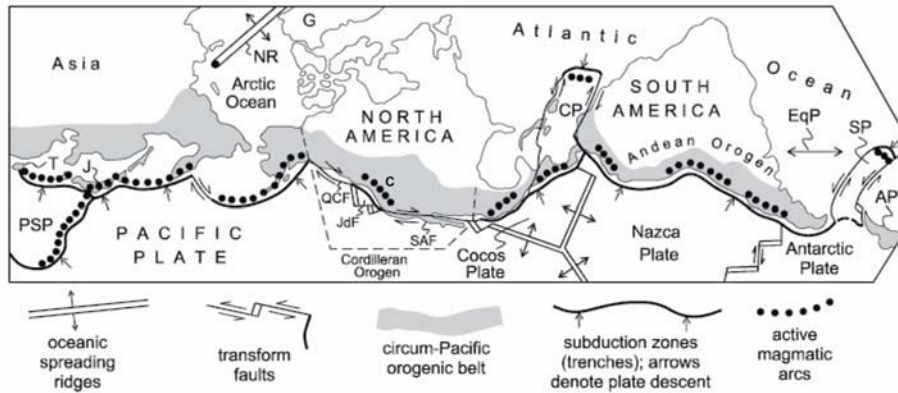 G
NR
Atlantic
Asia
Arctic
Ocean
NORTH
AMERICA
CP
SOUTH
AMERICA
Ocean
EqP
SP
Andean Orogen
T
J
C
QCF
JdF
SAF
AP
PSP
PACIFIC
PLATE
Cordilleran
Orogen
Cocos
Plate
Nazca
Plate
Antarctic
Plate
oceanic
spreading
ridges
transform
faults
circum-Pacific
orogenic belt
subduction zones
(trenches); arrows
denote plate descent
active
magmatic
arcs